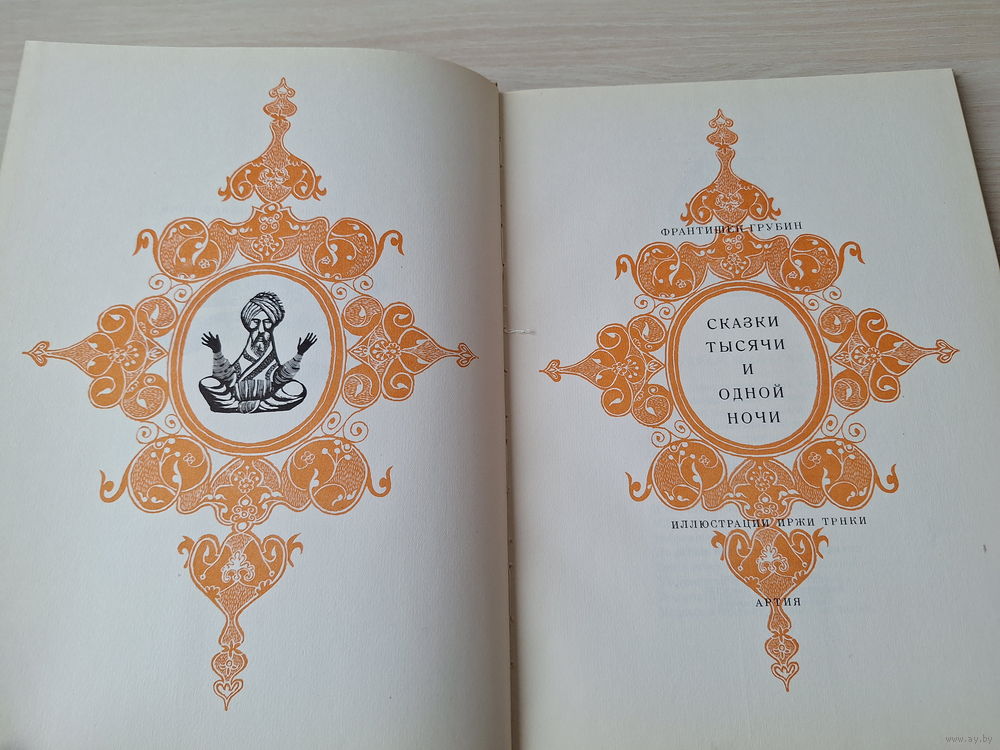 ФРАНТИШЕК ГРУБИН
СКАЗКИ
ТЫСЯЧИ
И
ОДНОЙ
НОЧИ
ИЛЛЮСТРАЦИИ ИРЖИ ТРНКИ
АРТИЯ
www.ay.by